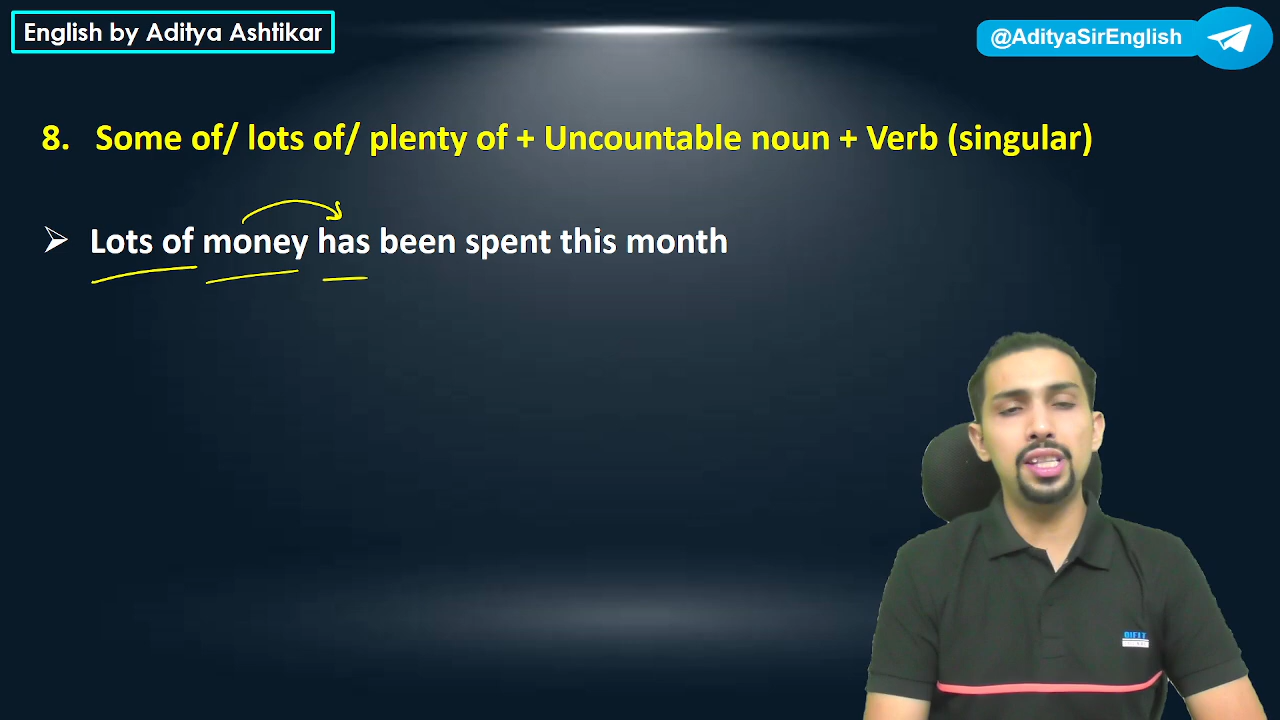 English by Aditya Ashtikar
@AdityaSirEnglish
8. Some of/ lots of/ plenty of + Uncountable noun + Verb (singular)
Lots of money has been spent this month